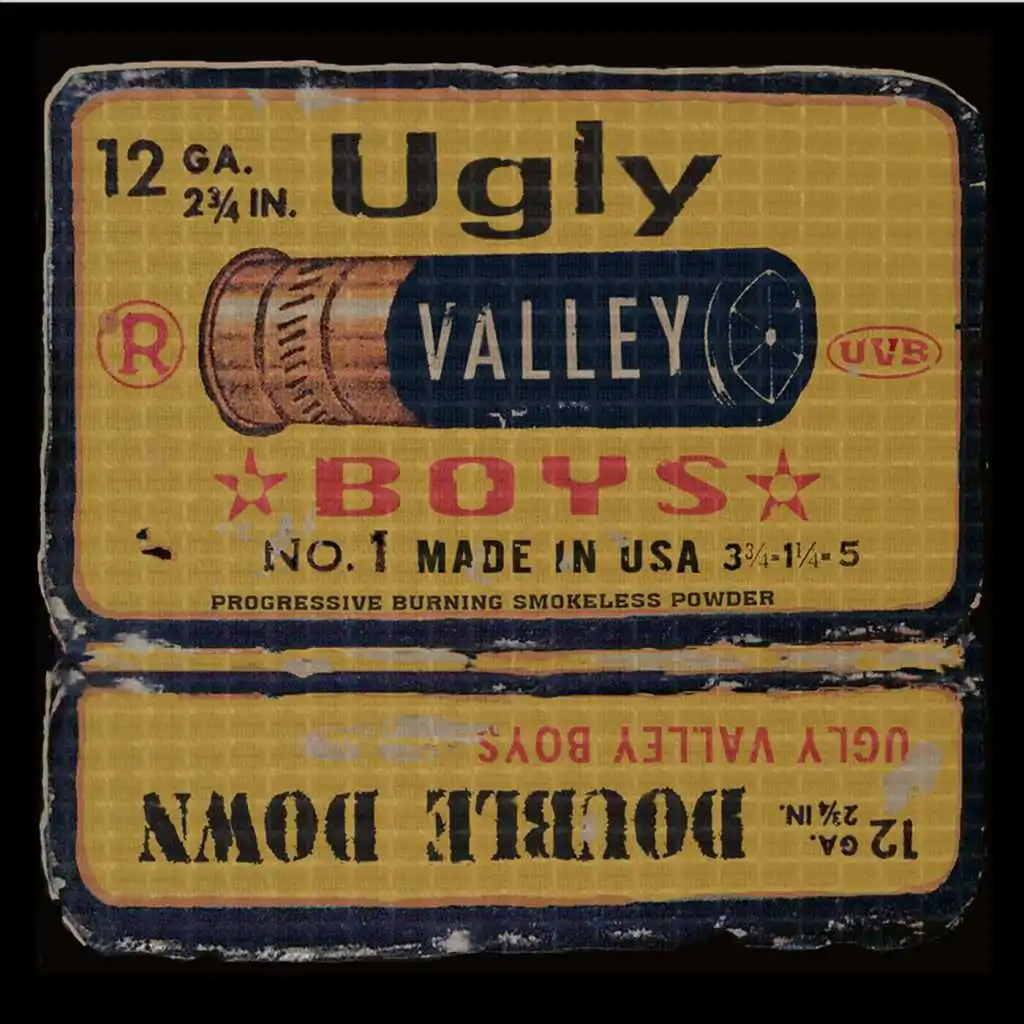 12 GA.
2¾ IN.
Ugly
VALLEY
R
UVB
BOYS
NO. 1 MADE IN USA 3¾-1¼-5
PROGRESSIVE BURNING SMOKELESS POWDER
UGLY VALLEY BOYS
DOUBLE DOWN
12 GA.
2¾ IN.